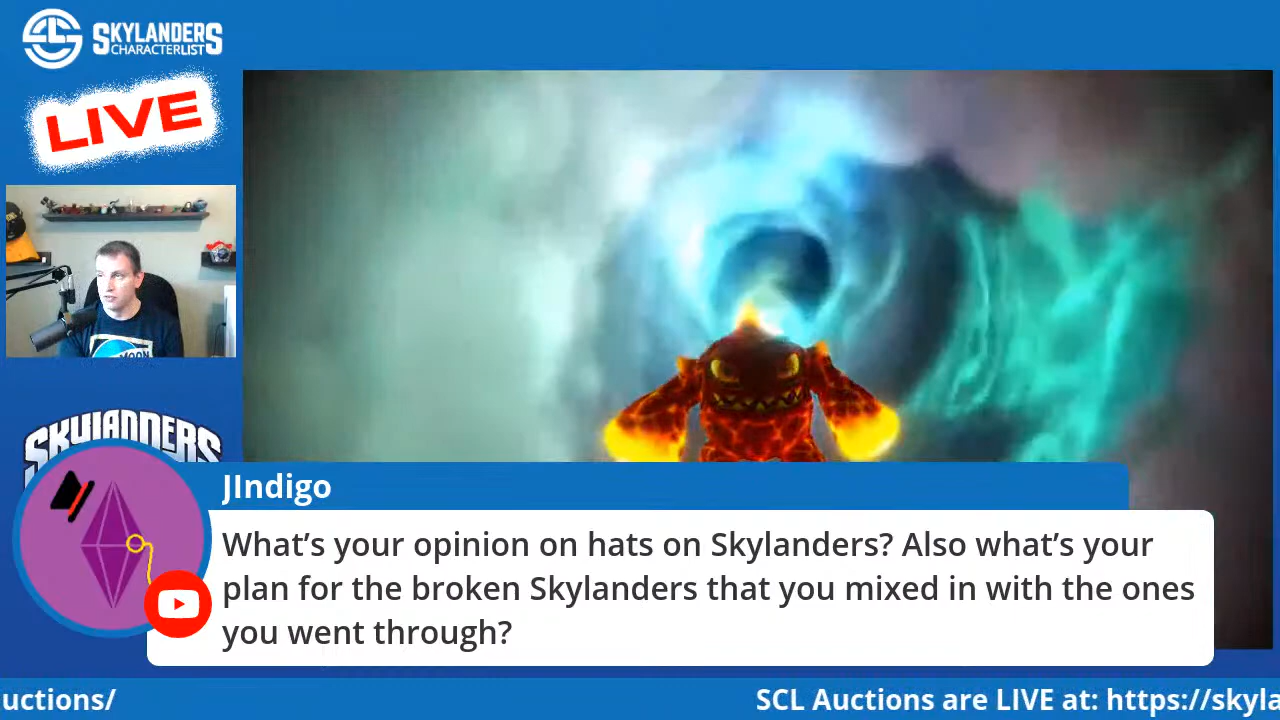 SKYLANDERS
CHARACTERLIST
LIVE
MOON
SKYLANDERS
JIndigo
What's your opinion on hats on Skylanders? Also what's your
plan for the broken Skylanders that you mixed in with the ones
you went through?
uctions/ SCL Auctions are LIVE at: https://skyla